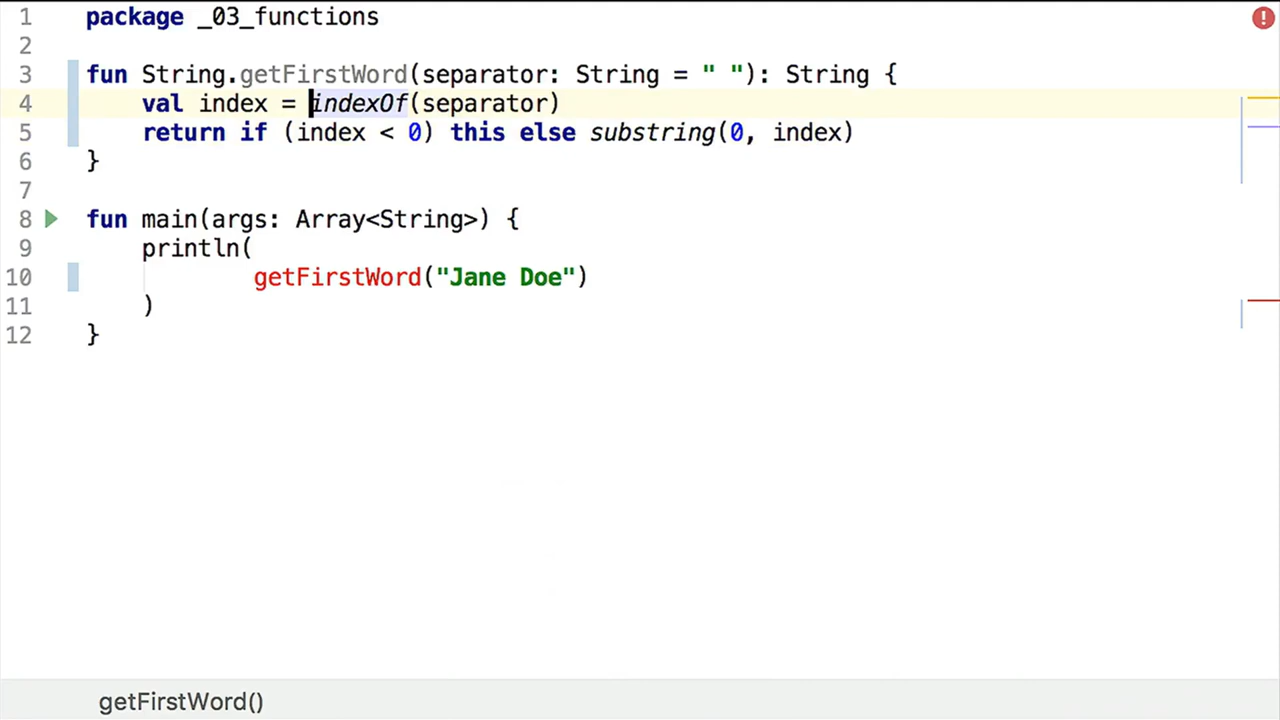 1 package _03_functions
2
3 fun String.getFirstWord(separator: String = " "): String {
4     val index = indexOf(separator)
5     return if (index < 0) this else substring(0, index)
6 }
7
8 fun main(args: Array<String>) {
9     println(
10             getFirstWord("Jane Doe")
11     )
12 }
getFirstWord()